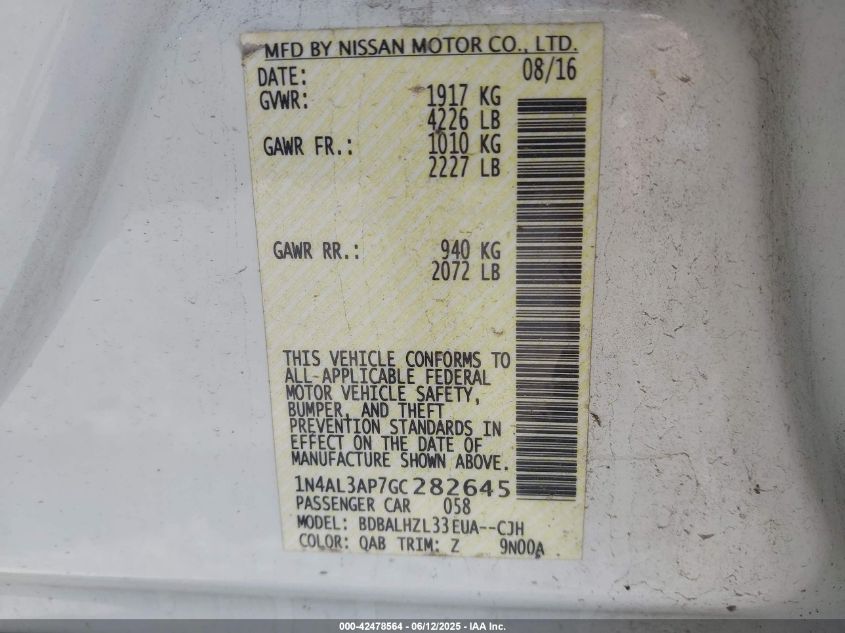 MFD BY NISSAN MOTOR CO., LTD.
DATE: 08/16
GVWR: 1917 KG
4226 LB
GAWR FR.: 1010 KG
2227 LB
GAWR RR.: 940 KG
2072 LB
THIS VEHICLE CONFORMS TO
ALL-APPLICABLE FEDERAL
MOTOR VEHICLE SAFETY,
BUMPER, AND THEFT
PREVENTION STANDARDS IN
EFFECT ON THE DATE OF
MANUFACTURE SHOWN ABOVE.
1N4AL3AP7GC282645
PASSENGER CAR 058
MODEL: BDBALHZL33EUA--CJH
COLOR: QAB TRIM: Z 9N00A
000-42478564 - 06/12/2025 - IAA Inc.